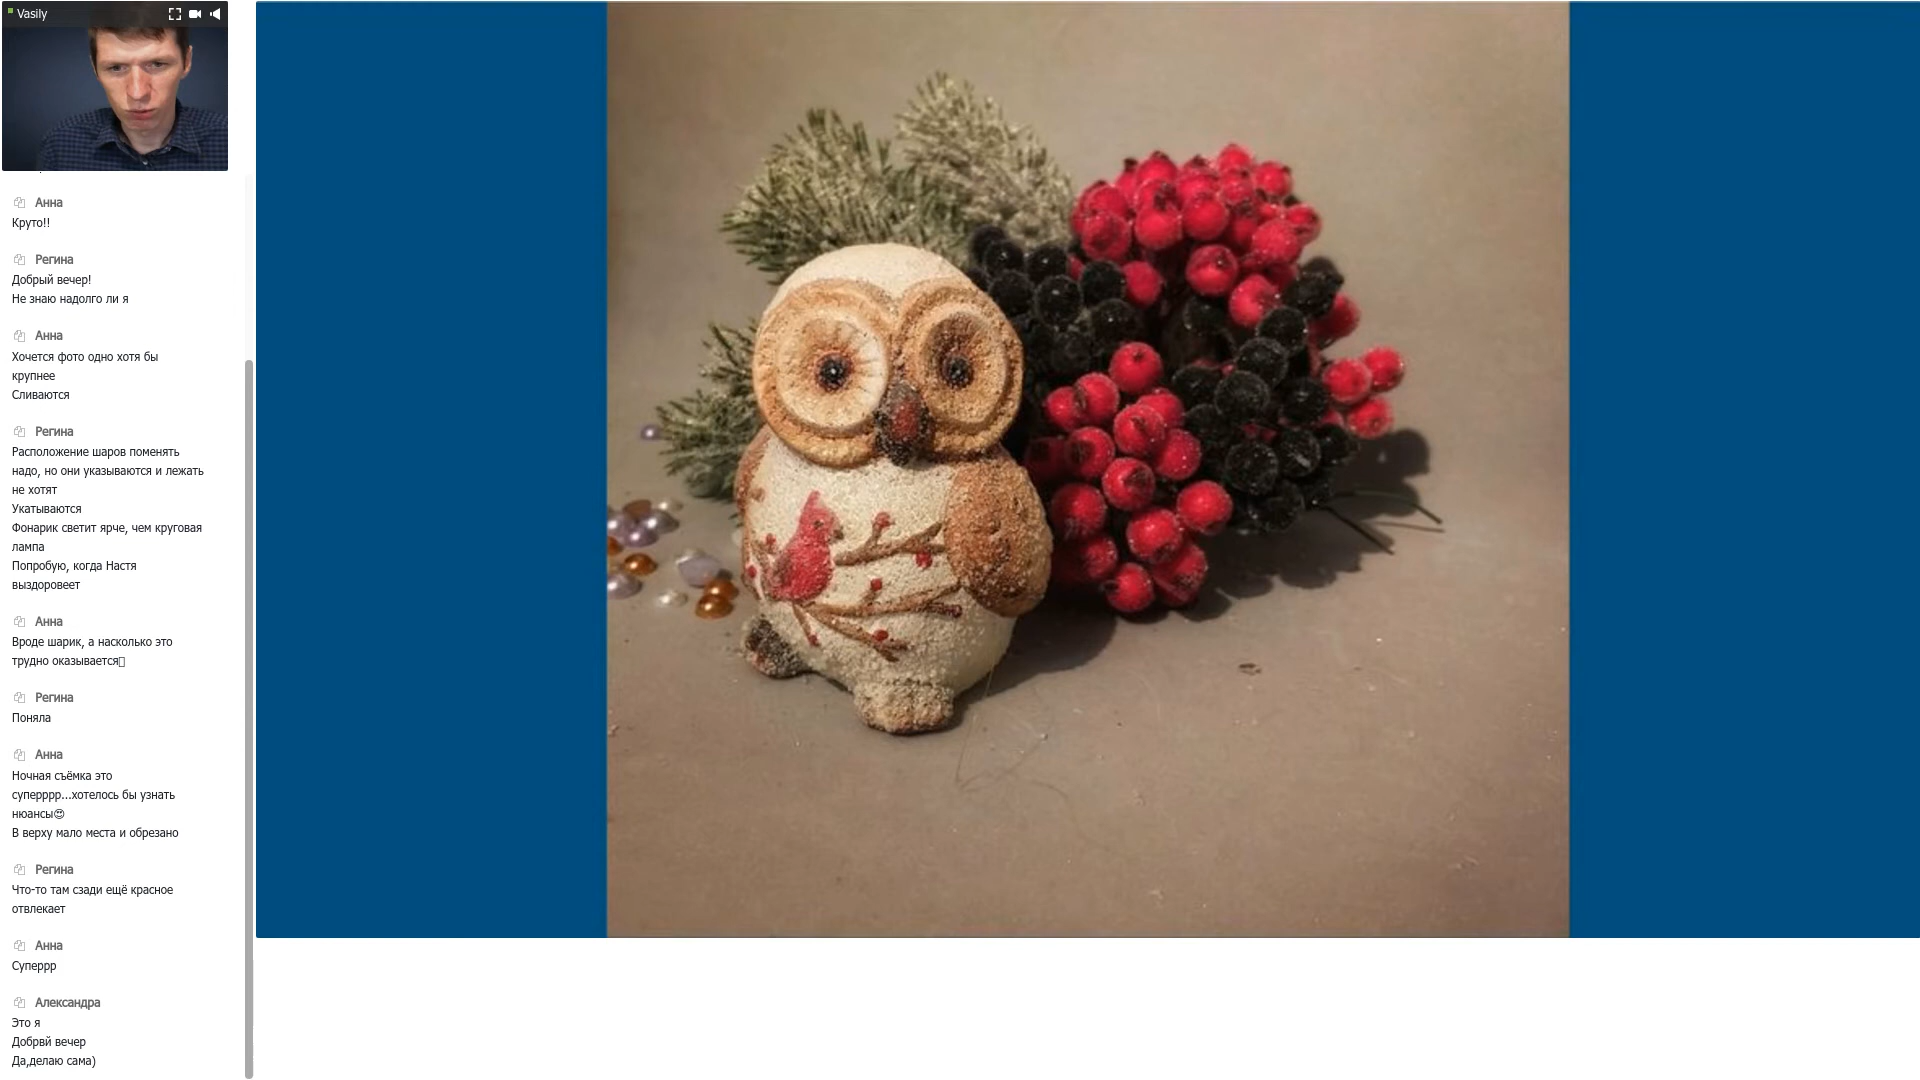 Vasily
Анна
Круто!!
Регина
Добрый вечер!
Не знаю надолго ли я
Анна
Хочется фото одно хотя бы
крупнее
Сливаются
Регина
Расположение шаров поменять
надо, но они указываются и лежать
не хотят
Укатываются
Фонарик светит ярче, чем круговая
лампа
Попробую, когда Настя
выздоровеет
Анна
Вроде шарик, а насколько это
трудно оказывается
Регина
Поняла
Анна
Ночная съёмка это
суперррр...хотелось бы узнать
нюансы😍
В верху мало места и обрезано
Регина
Что-то там сзади ещё красное
отвлекает
Анна
Суперрр
Александра
Это я
Добрвй вечер
Да,делаю сама)